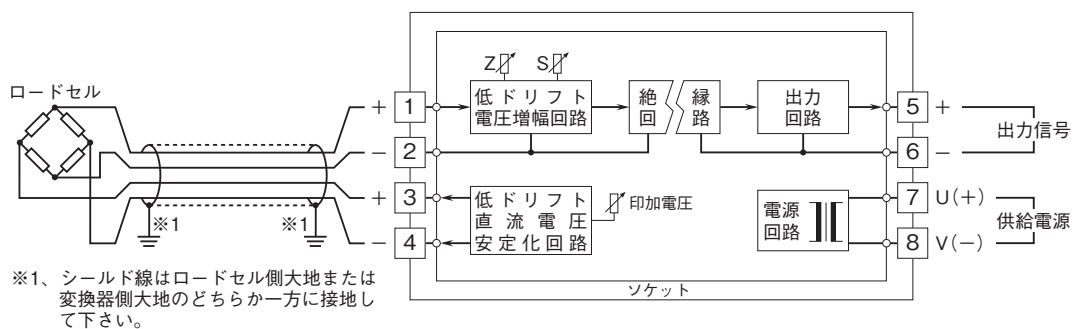 ロードセル
Z S
+ 1
− 2
+ 3
− 4
※1 ※1
低ドリフト
電圧増幅回路
絶
回
縁
路
出力
回路
低ドリフト
直流電圧
安定化回路
印加電圧
電源
回路
5 +
6 −
出力信号
7 U(+)
8 V(−)
供給電源
ソケット
※1、シールド線はロードセル側大地または
変換器側大地のどちらか一方に接地し
て下さい。